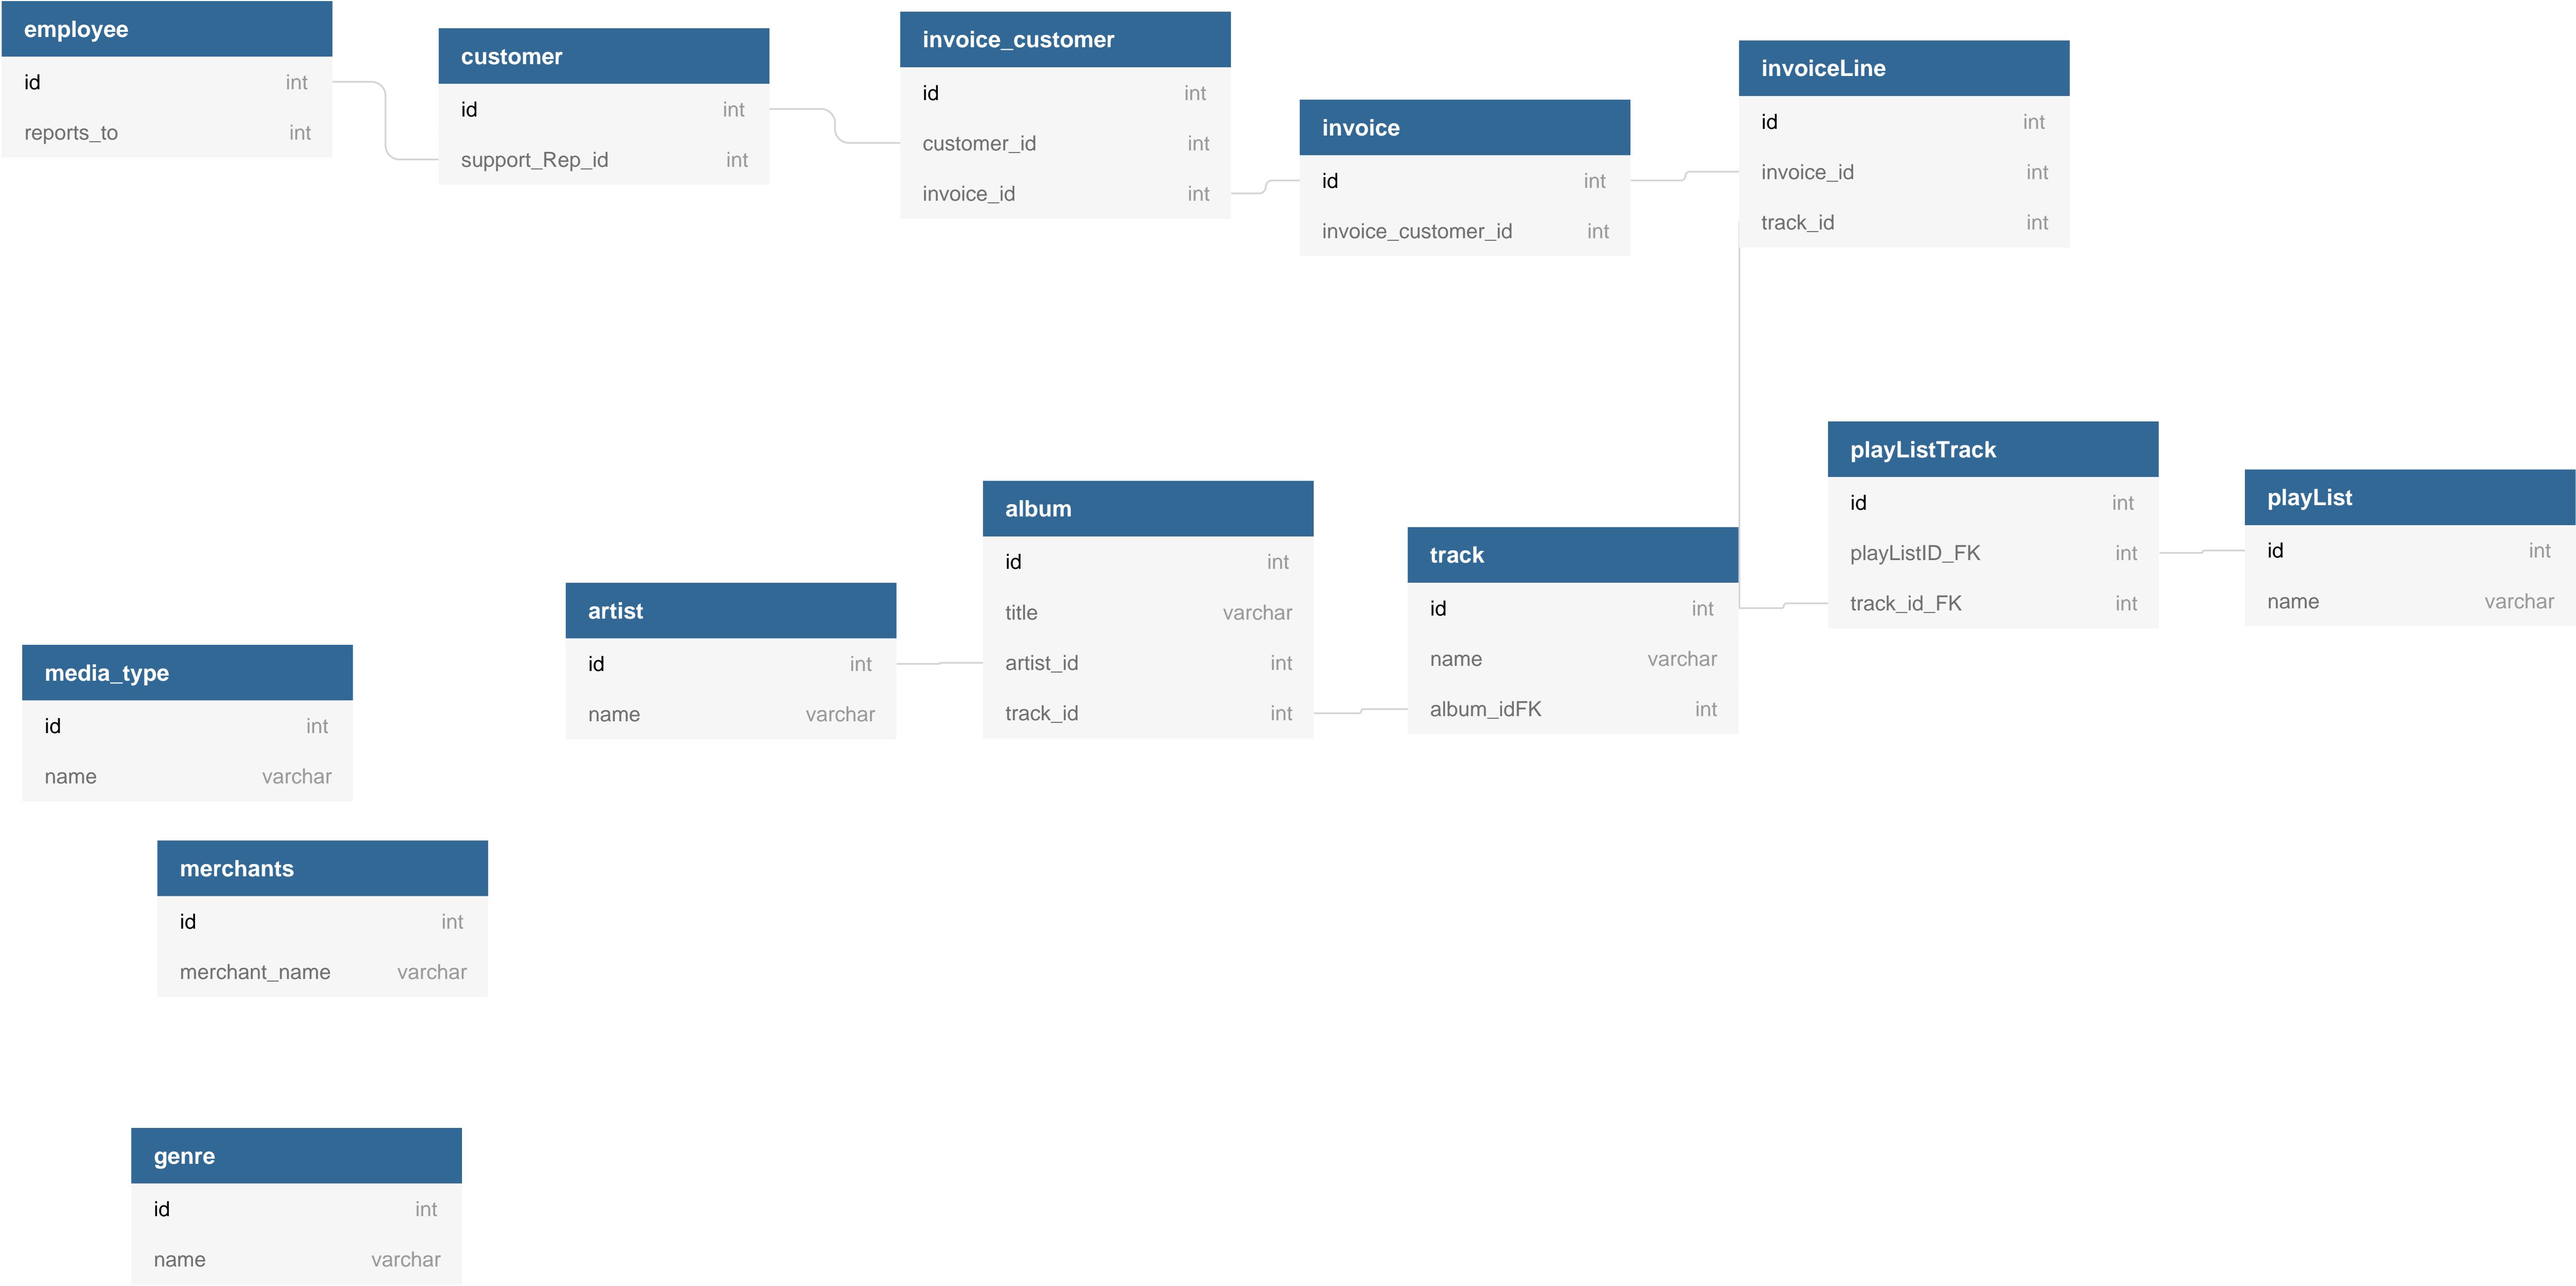 employee
id int
reports_to int
customer
id int
support_Rep_id int
invoice_customer
id int
customer_id int
invoice_id int
invoice
id int
invoice_customer_id int
invoiceLine
id int
invoice_id int
track_id int
playListTrack
id int
playListID_FK int
track_id_FK int
playList
id int
name varchar
album
id int
title varchar
artist_id int
track_id int
track
id int
name varchar
album_idFK int
artist
id int
name varchar
media_type
id int
name varchar
merchants
id int
merchant_name varchar
genre
id int
name varchar